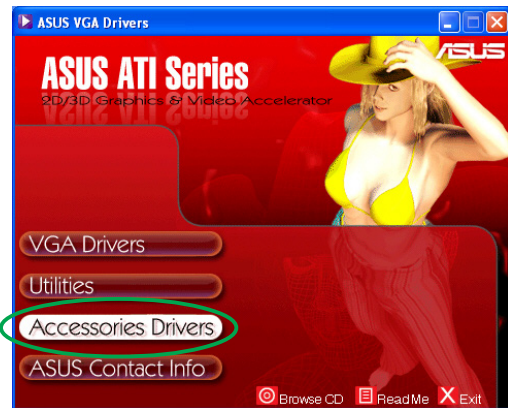 ASUS VGA Drivers
ASUS
ASUS ATI Series
2D/3D Graphics & Video Accelerator
VGA Drivers
Utilities
Accessories Drivers
ASUS Contact Info
Browse CD ReadMe Exit